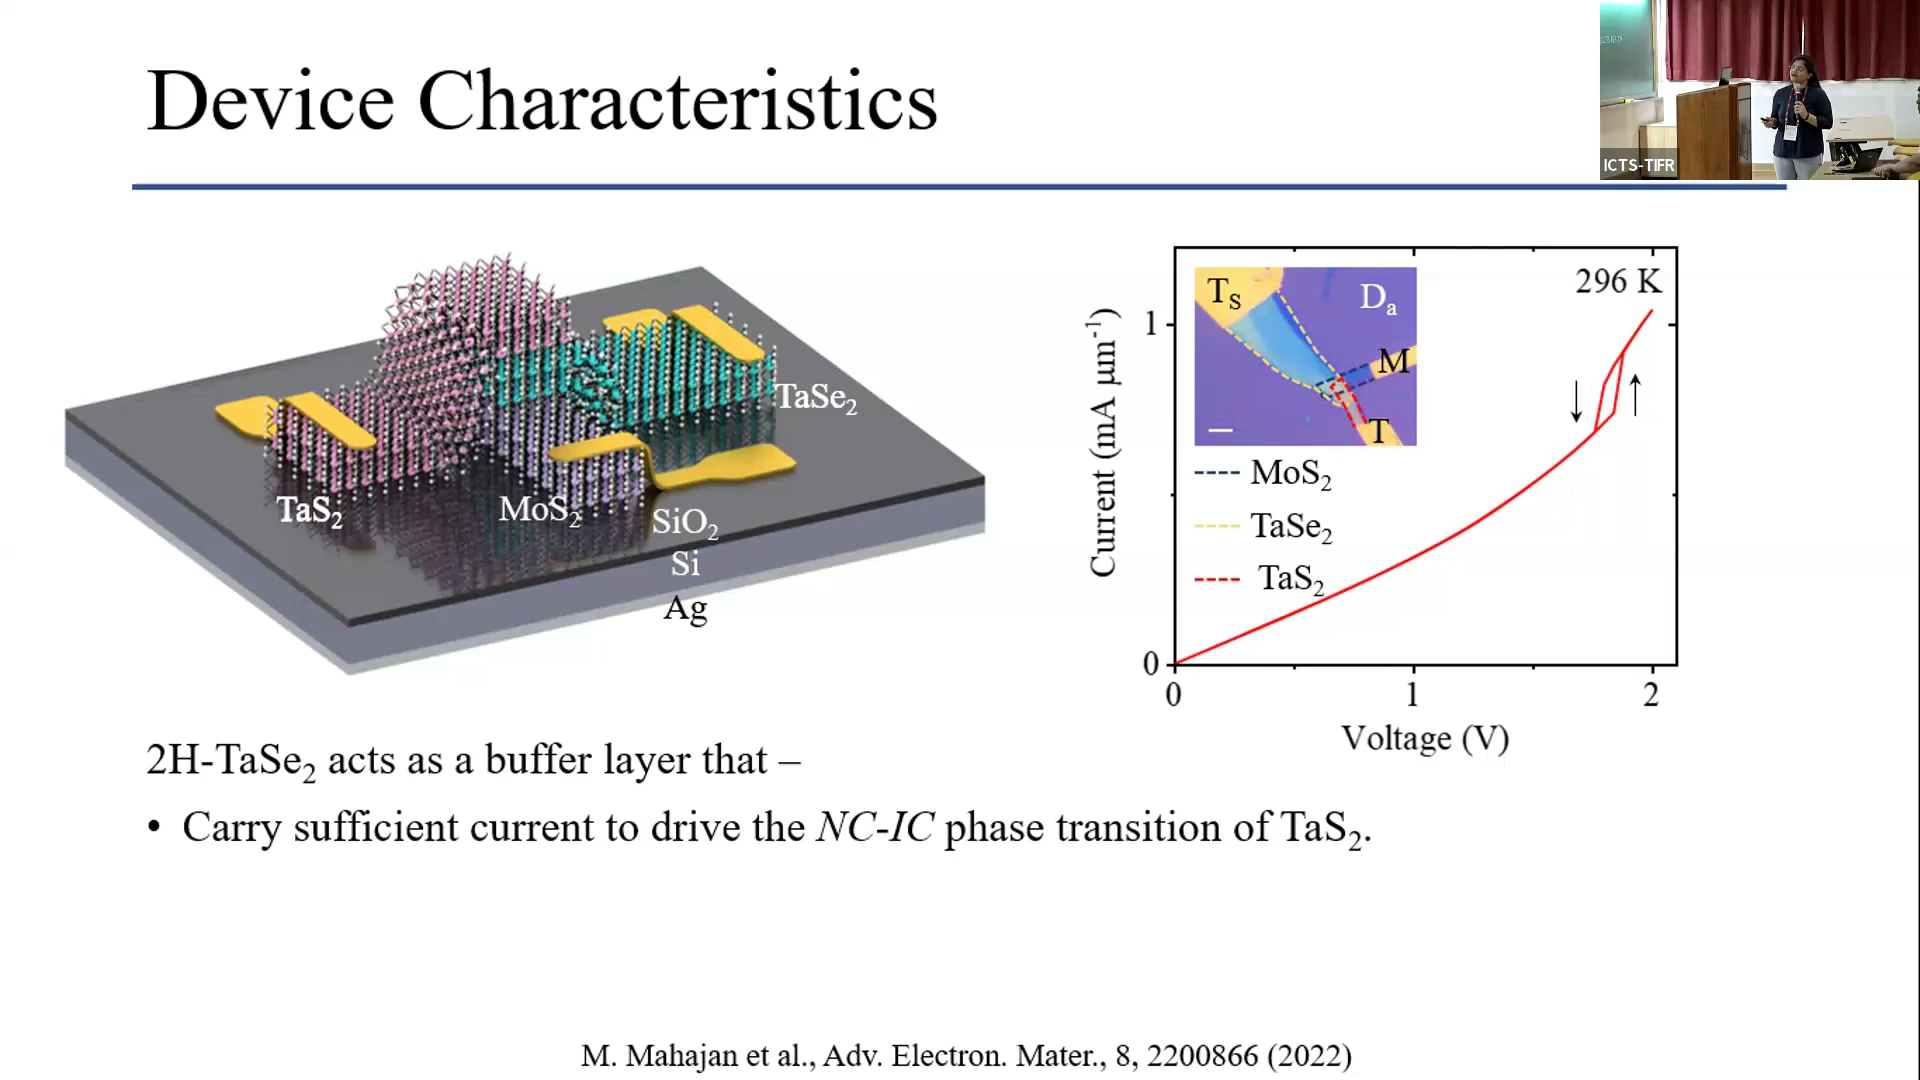 Device Characteristics
ICTS-TIFR
TaSe₂
TaS₂
MoS₂
SiO₂
Si
Ag
296 K
T_S
D_a
M
T
MoS₂
TaSe₂
TaS₂
Current (mA μm⁻¹)
1
0
0
1
2
Voltage (V)
2H-TaSe₂ acts as a buffer layer that –
• Carry sufficient current to drive the NC-IC phase transition of TaS₂.
M. Mahajan et al., Adv. Electron. Mater., 8, 2200866 (2022)